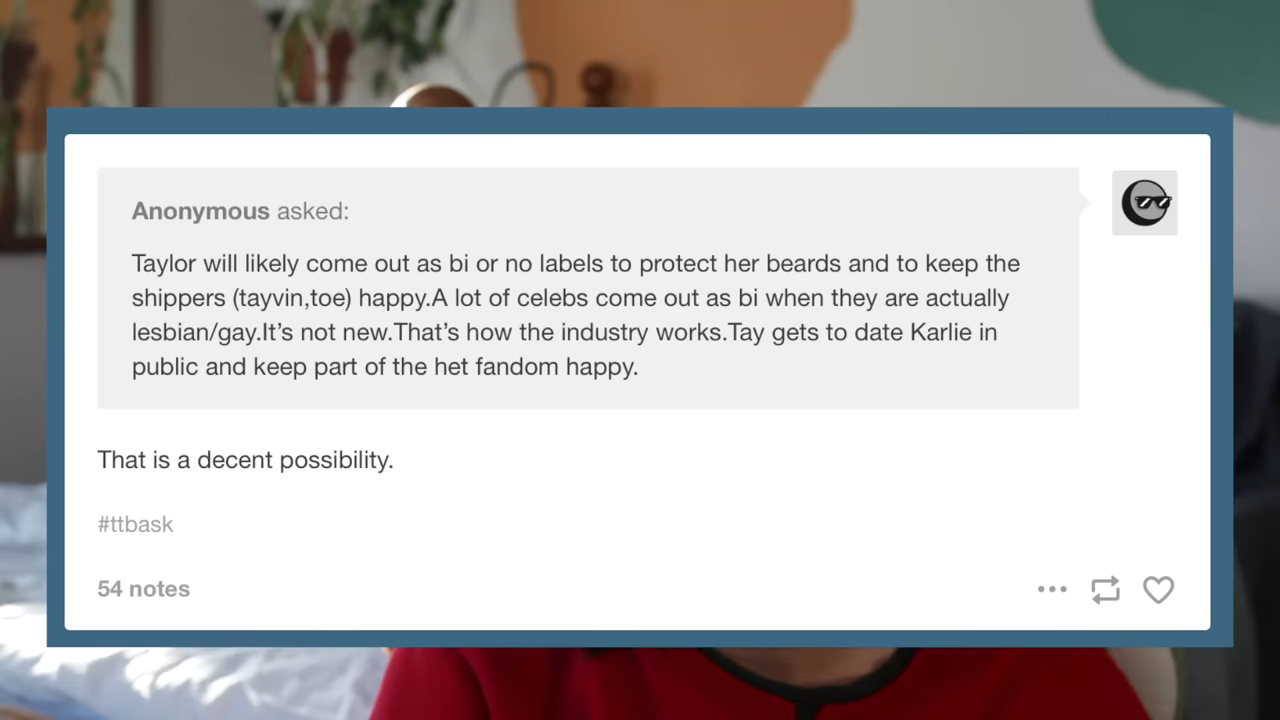 Anonymous asked:
Taylor will likely come out as bi or no labels to protect her beards and to keep the
shippers (tayvin,toe) happy.A lot of celebs come out as bi when they are actually
lesbian/gay.It’s not new.That’s how the industry works.Tay gets to date Karlie in
public and keep part of the het fandom happy.
That is a decent possibility.
#ttbask
54 notes